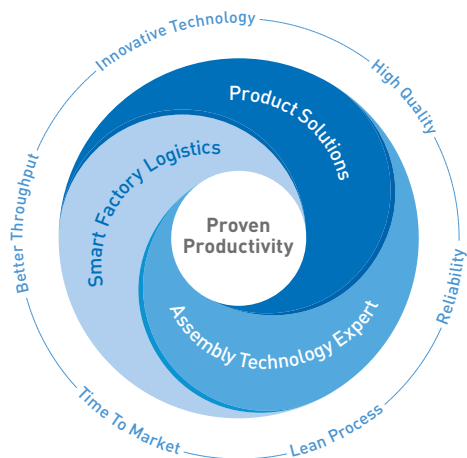 Innovative Technology
High Quality
Reliability
Lean Process
Time To Market
Better Throughput
Product Solutions
Assembly Technology Expert
Smart Factory Logistics
Proven
Productivity